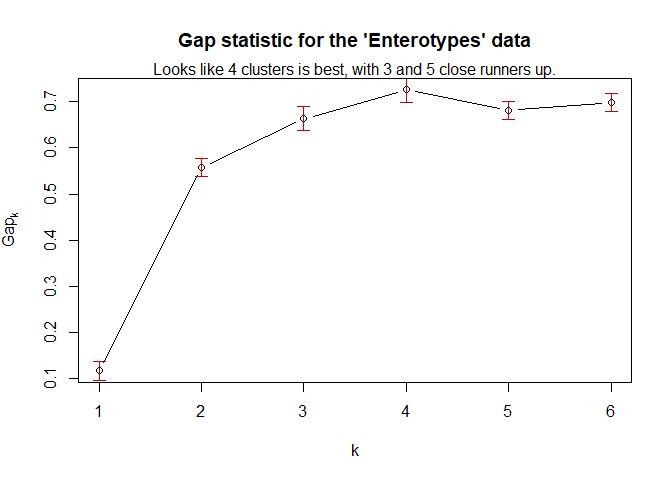 Gap statistic for the 'Enterotypes' data
Looks like 4 clusters is best, with 3 and 5 close runners up.
0.7
0.6
0.5
0.4
0.3
0.2
0.1
Gapk
1 2 3 4 5 6
k